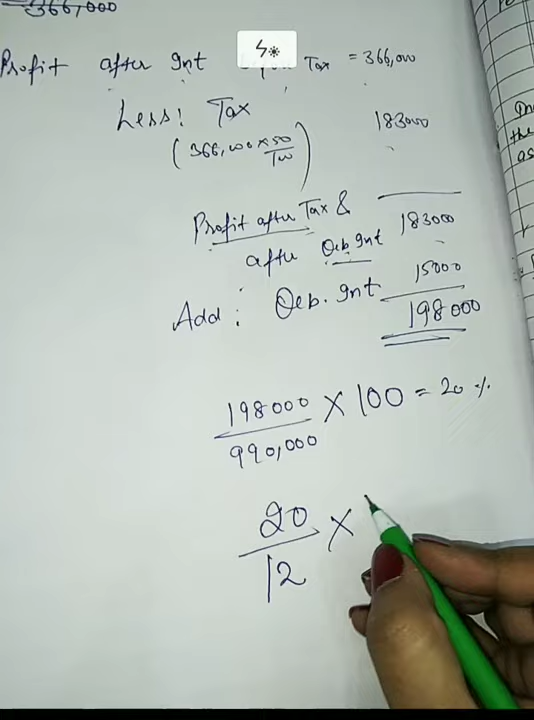 366,000
Profit after Int Tax = 366,000
Less: Tax 183000
(366,000 × 50/100)
Profit after Tax & 183000
after Deb. Int
Add: Deb. Int 15000
198000
198000/990,000 × 100 = 20 %
20/12 ×